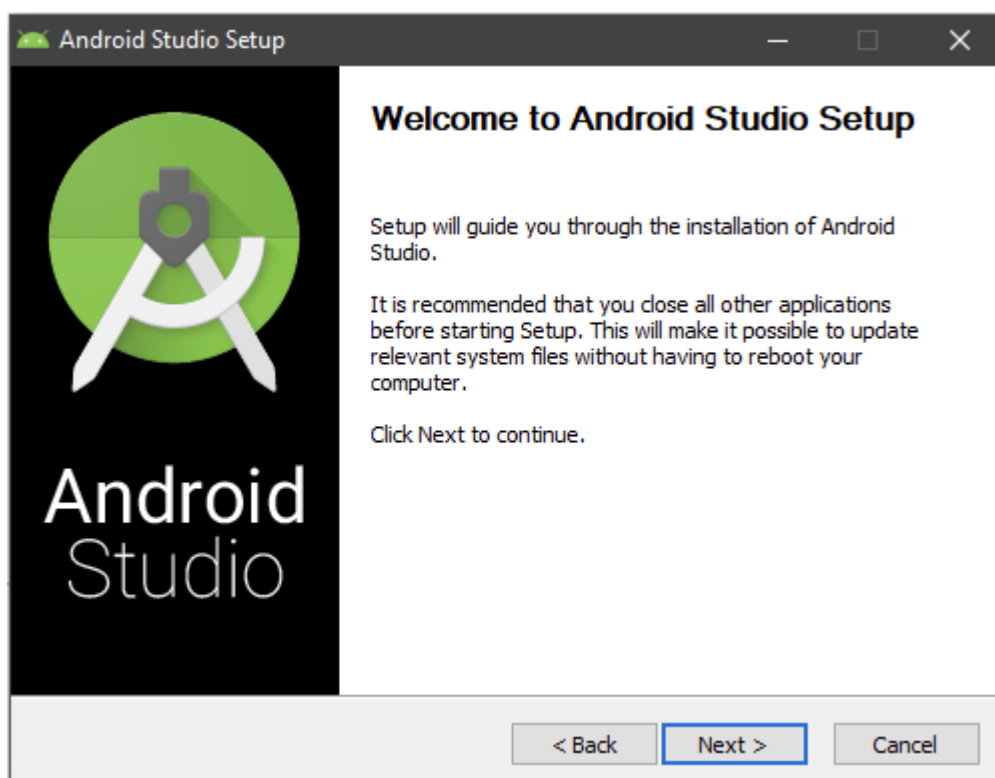 Android Studio Setup
Welcome to Android Studio Setup
Setup will guide you through the installation of Android
Studio.
It is recommended that you close all other applications
before starting Setup. This will make it possible to update
relevant system files without having to reboot your
computer.
Click Next to continue.
Android
Studio
< Back
Next >
Cancel